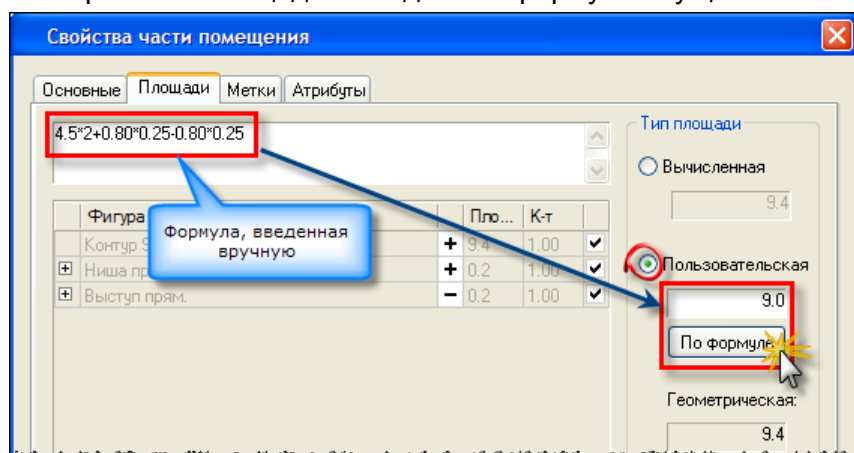 Свойства части помещения
Основные Площади Метки Атрибуты
4.5*2+0.80*0.25-0.80*0.25
Тип площади
Вычисленная
9.4
Фигура Пло... К-т
Контур 9.4 1.00
Ниша пр 0.2 1.00
Выступ прям. 0.2 1.00
Формула, введенная
вручную
Пользовательская
9.0
По формуле
Геометрическая:
9.4